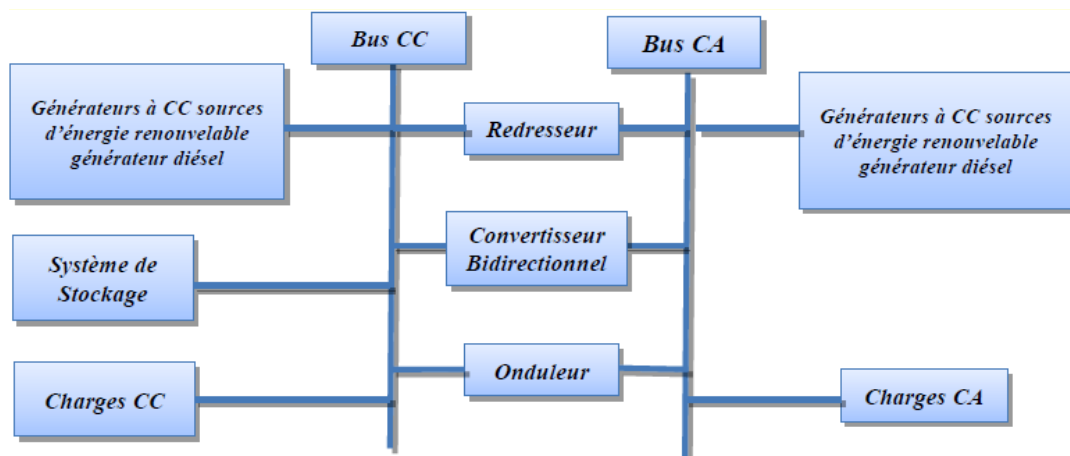 Bus CC
Bus CA
Générateurs à CC sources
d'énergie renouvelable
générateur diésel
Redresseur
Générateurs à CC sources
d'énergie renouvelable
générateur diésel
Convertisseur
Bidirectionnel
Système de
Stockage
Onduleur
Charges CC
Charges CA